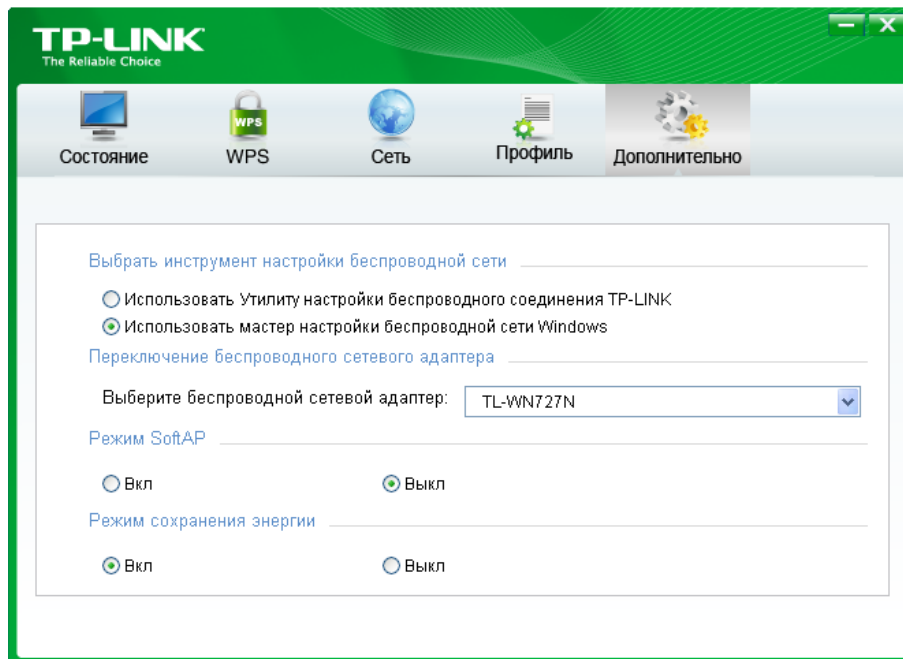 TP-LINK
The Reliable Choice
WPS
Состояние
WPS
Сеть
Профиль
Дополнительно
Выбрать инструмент настройки беспроводной сети
Использовать Утилиту настройки беспроводного соединения TP-LINK
Использовать мастер настройки беспроводной сети Windows
Переключение беспроводного сетевого адаптера
Выберите беспроводной сетевой адаптер: TL-WN727N
Режим SoftAP
Вкл Выкл
Режим сохранения энергии
Вкл Выкл